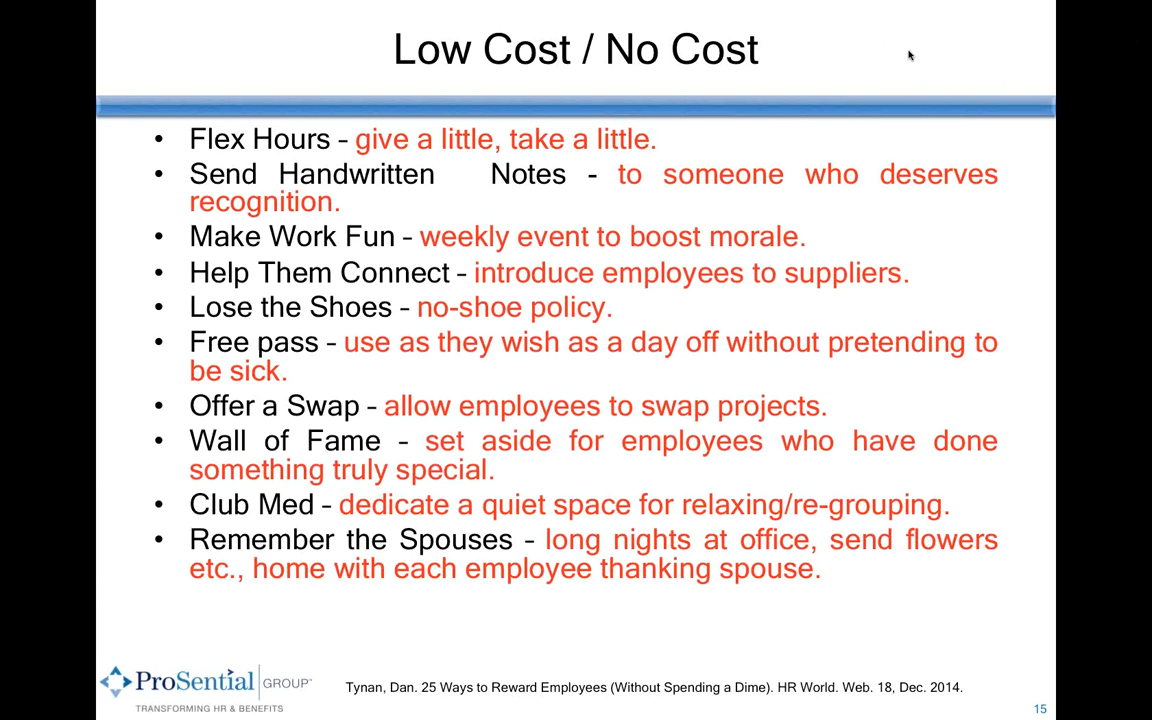 Low Cost / No Cost
• Flex Hours – give a little, take a little.
• Send Handwritten Notes - to someone who deserves
recognition.
• Make Work Fun – weekly event to boost morale.
• Help Them Connect – introduce employees to suppliers.
• Lose the Shoes – no-shoe policy.
• Free pass – use as they wish as a day off without pretending to
be sick.
• Offer a Swap – allow employees to swap projects.
• Wall of Fame – set aside for employees who have done
something truly special.
• Club Med – dedicate a quiet space for relaxing/re-grouping.
• Remember the Spouses – long nights at office, send flowers
etc., home with each employee thanking spouse.
ProSential GROUP™
TRANSFORMING HR & BENEFITS
Tynan, Dan. 25 Ways to Reward Employees (Without Spending a Dime). HR World. Web. 18, Dec. 2014.
15